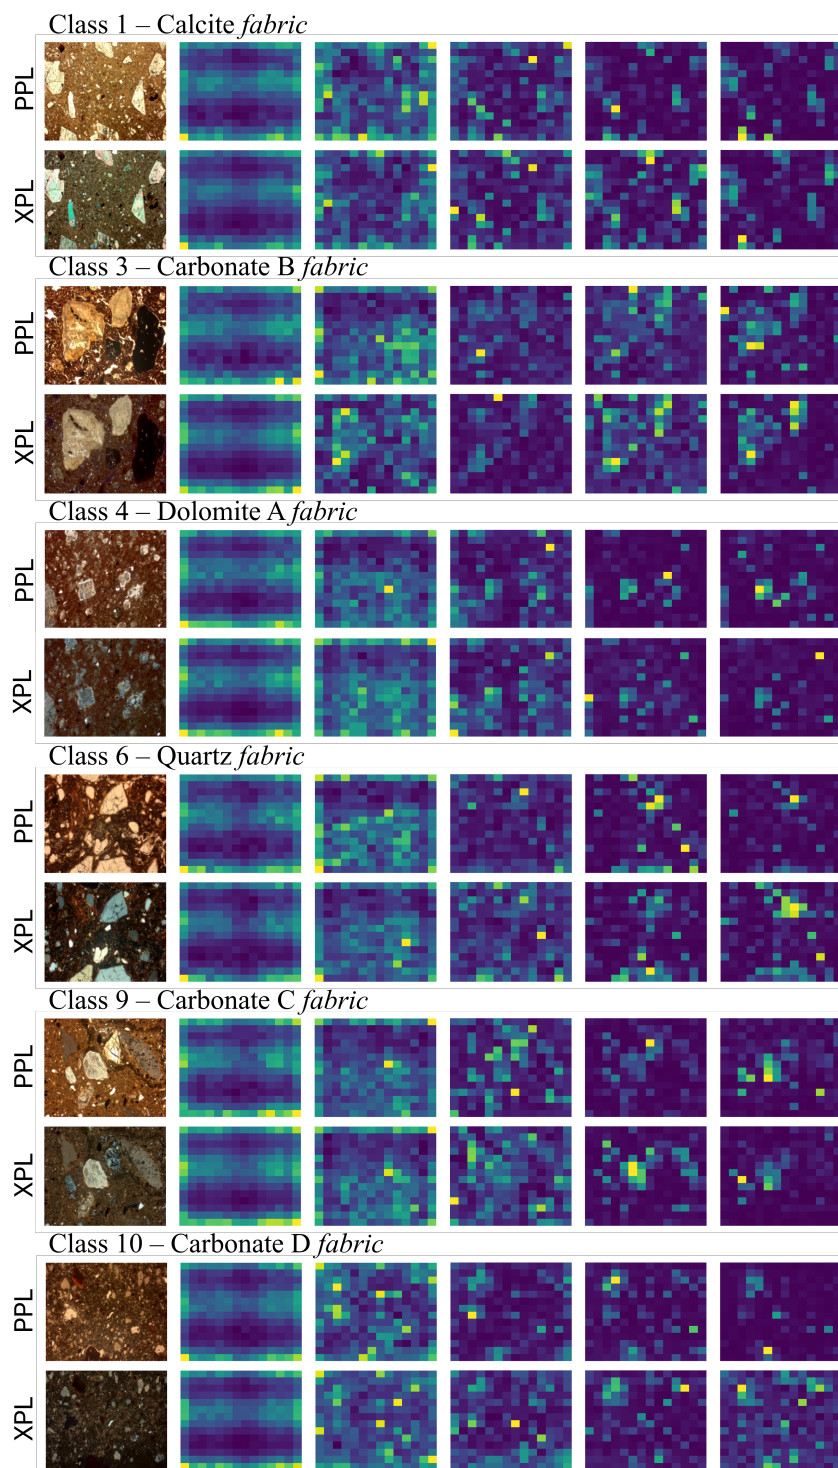 Class 1 – Calcite fabric
PPL
XPL
Class 3 – Carbonate B fabric
PPL
XPL
Class 4 – Dolomite A fabric
PPL
XPL
Class 6 – Quartz fabric
PPL
XPL
Class 9 – Carbonate C fabric
PPL
XPL
Class 10 – Carbonate D fabric
PPL
XPL